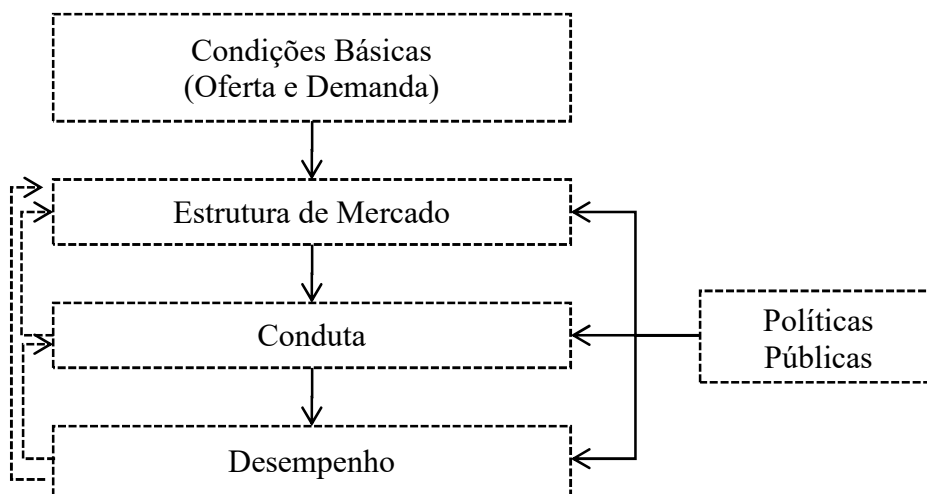 Condições Básicas
(Oferta e Demanda)
Estrutura de Mercado
Conduta
Políticas
Públicas
Desempenho